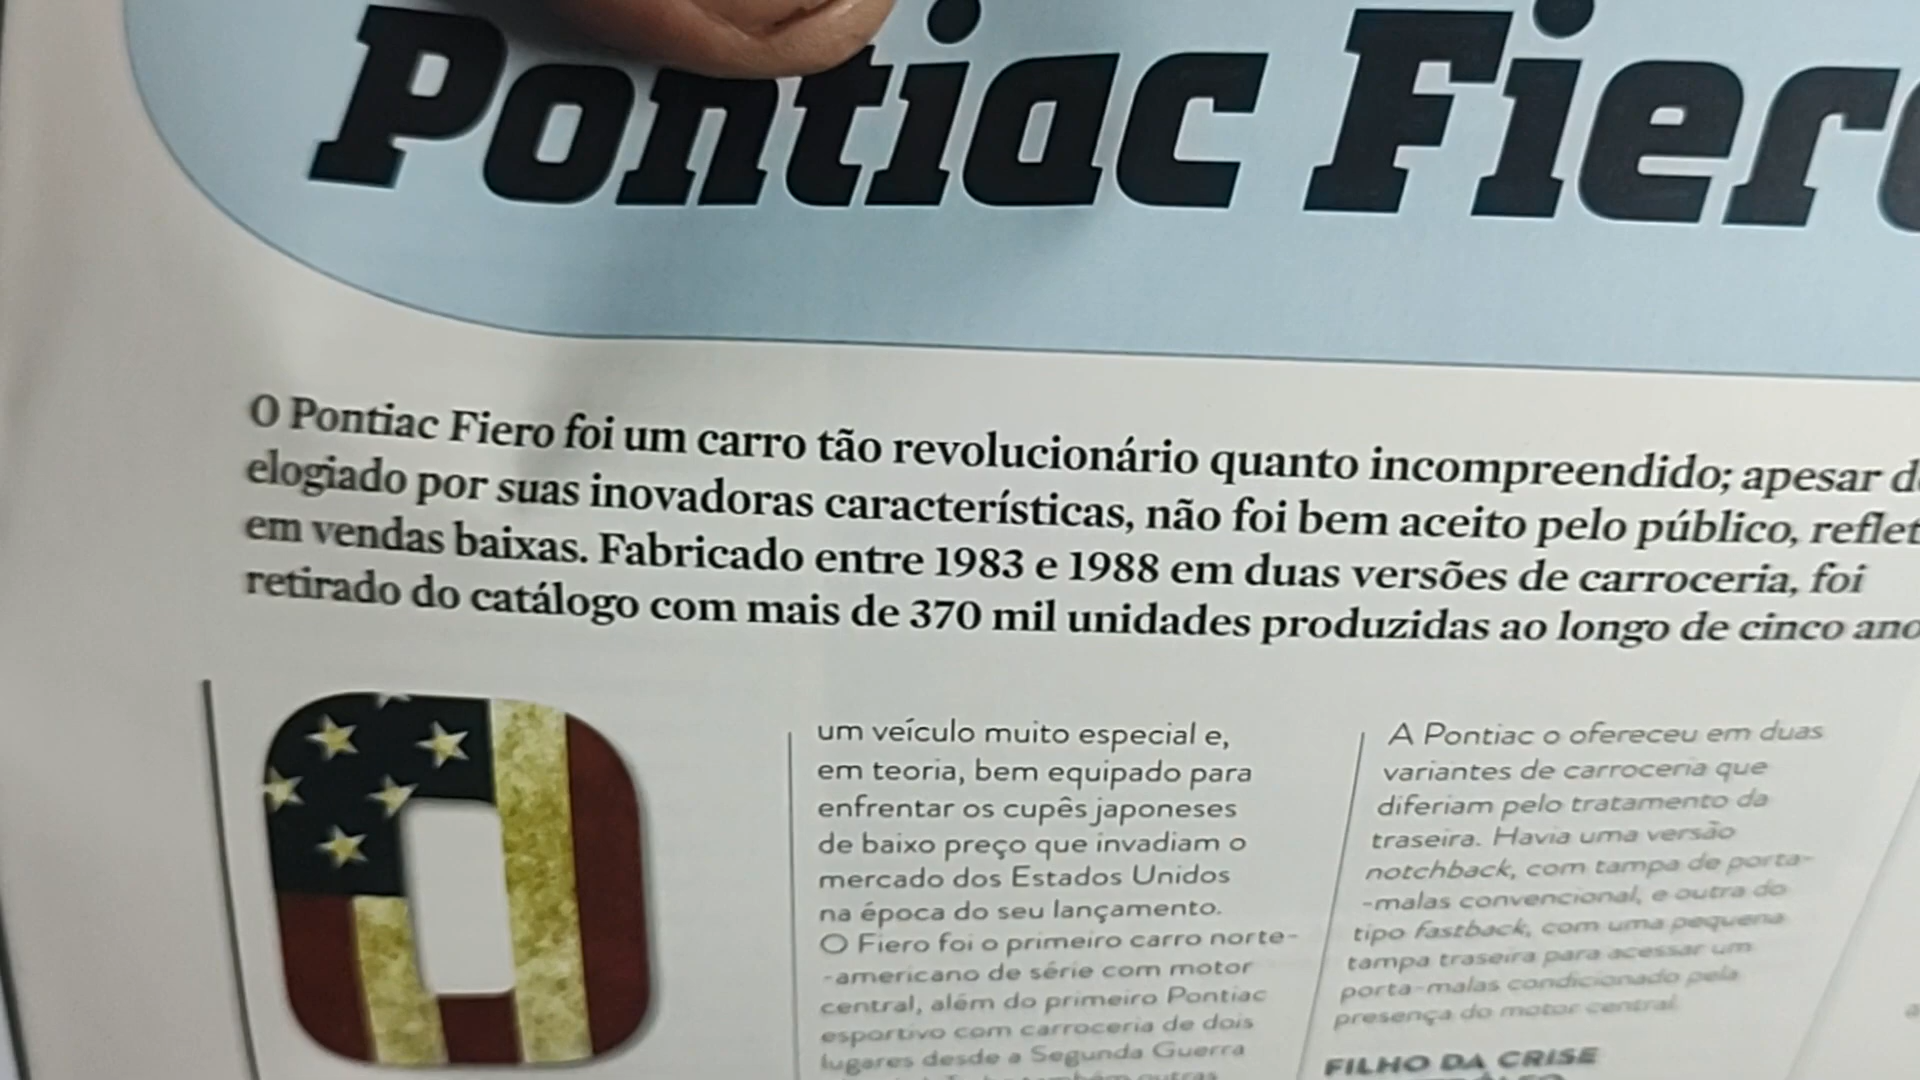 Pontiac Fiero
O Pontiac Fiero foi um carro tão revolucionário quanto incompreendido; apesar d
elogiado por suas inovadoras características, não foi bem aceito pelo público, reflet
em vendas baixas. Fabricado entre 1983 e 1988 em duas versões de carroceria, foi
retirado do catálogo com mais de 370 mil unidades produzidas ao longo de cinco ano
O
um veículo muito especial e,
em teoria, bem equipado para
enfrentar os cupês japoneses
de baixo preço que invadiam o
mercado dos Estados Unidos
na época do seu lançamento.
O Fiero foi o primeiro carro norte-
-americano de série com motor
central, além do primeiro Pontiac
esportivo com carroceria de dois
lugares desde a Segunda Guerra
A Pontiac o ofereceu em duas
variantes de carroceria que
diferiam pelo tratamento da
traseira. Havia uma versão
notchback, com tampa de porta-
-malas convencional, e outra do
tipo fastback, com uma pequena
tampa traseira para acessar um
porta-malas condicionado pela
presença do motor central.
FILHO DA CRISE